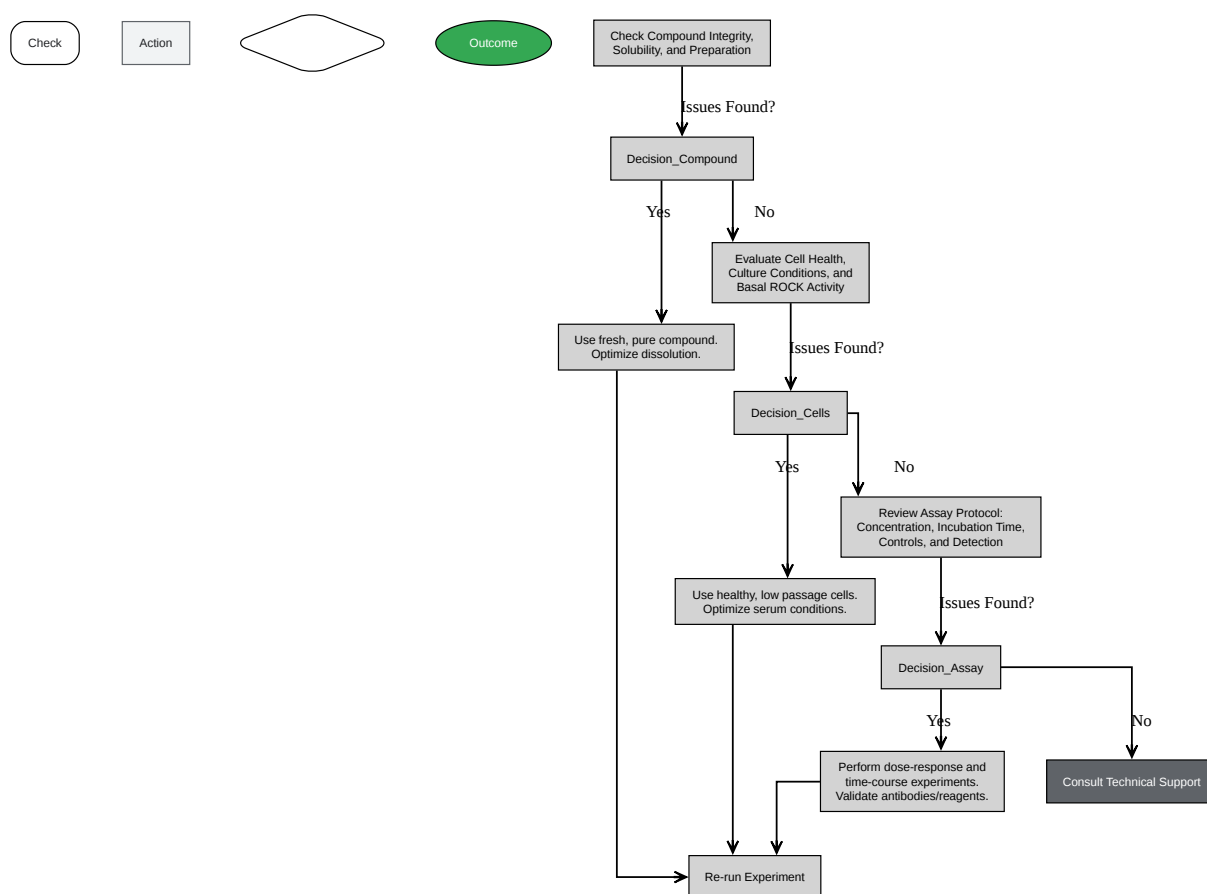 Check
Action
Outcome
Check Compound Integrity,
Solubility, and Preparation
Issues Found?
Decision_Compound
Yes
No
Evaluate Cell Health,
Culture Conditions, and
Basal ROCK Activity
Use fresh, pure compound.
Optimize dissolution.
Issues Found?
Decision_Cells
Yes
No
Review Assay Protocol:
Concentration, Incubation Time,
Controls, and Detection
Use healthy, low passage cells.
Optimize serum conditions.
Issues Found?
Decision_Assay
Yes
No
Perform dose-response and
time-course experiments.
Validate antibodies/reagents.
Consult Technical Support
Re-run Experiment